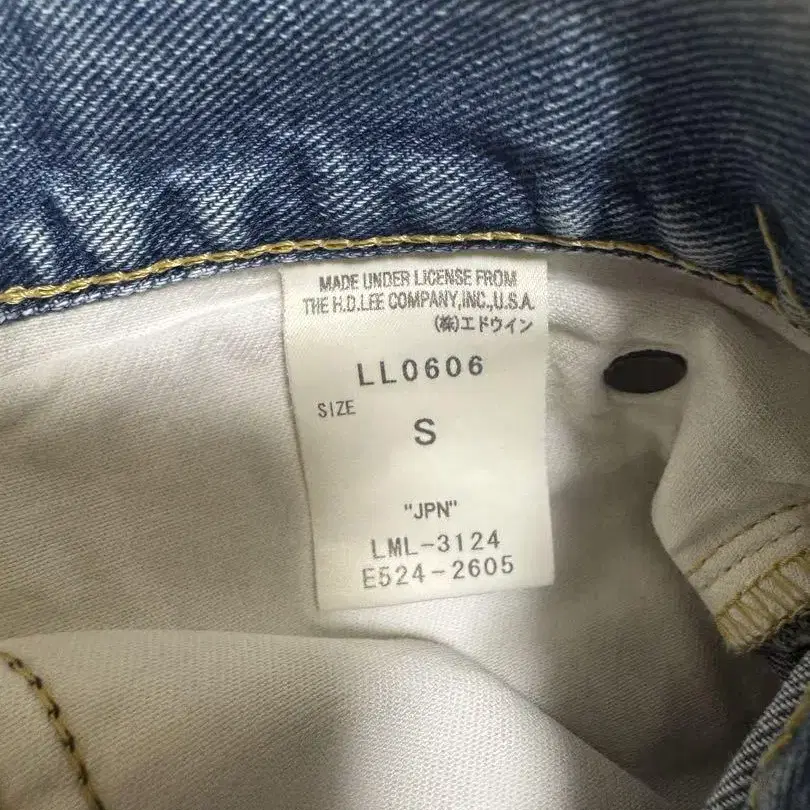 MADE UNDER LICENSE FROM
THE H.D.LEE COMPANY,INC.,U.S.A.
(株)エドウイン
LL0606
SIZE
S
"JPN"
LML-3124
E524-2605